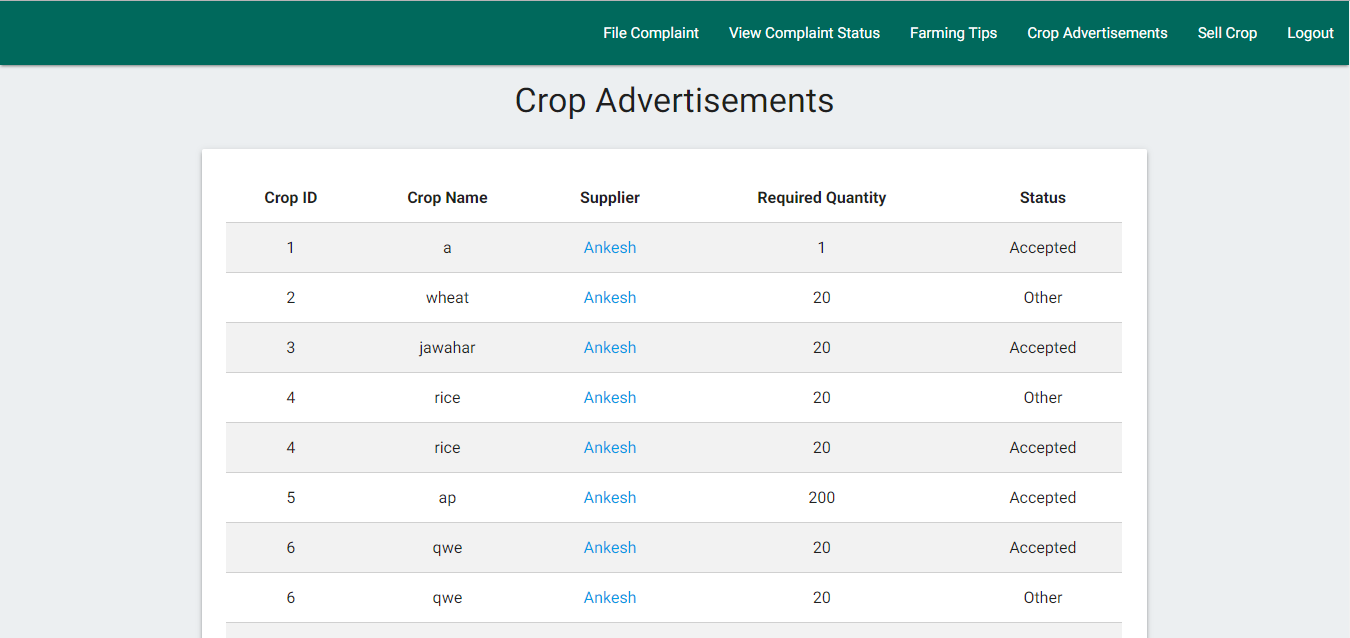 File Complaint View Complaint Status Farming Tips Crop Advertisements Sell Crop Logout
Crop Advertisements
Crop ID Crop Name Supplier Required Quantity Status
1 a Ankesh 1 Accepted
2 wheat Ankesh 20 Other
3 jawahar Ankesh 20 Accepted
4 rice Ankesh 20 Other
4 rice Ankesh 20 Accepted
5 ap Ankesh 200 Accepted
6 qwe Ankesh 20 Accepted
6 qwe Ankesh 20 Other